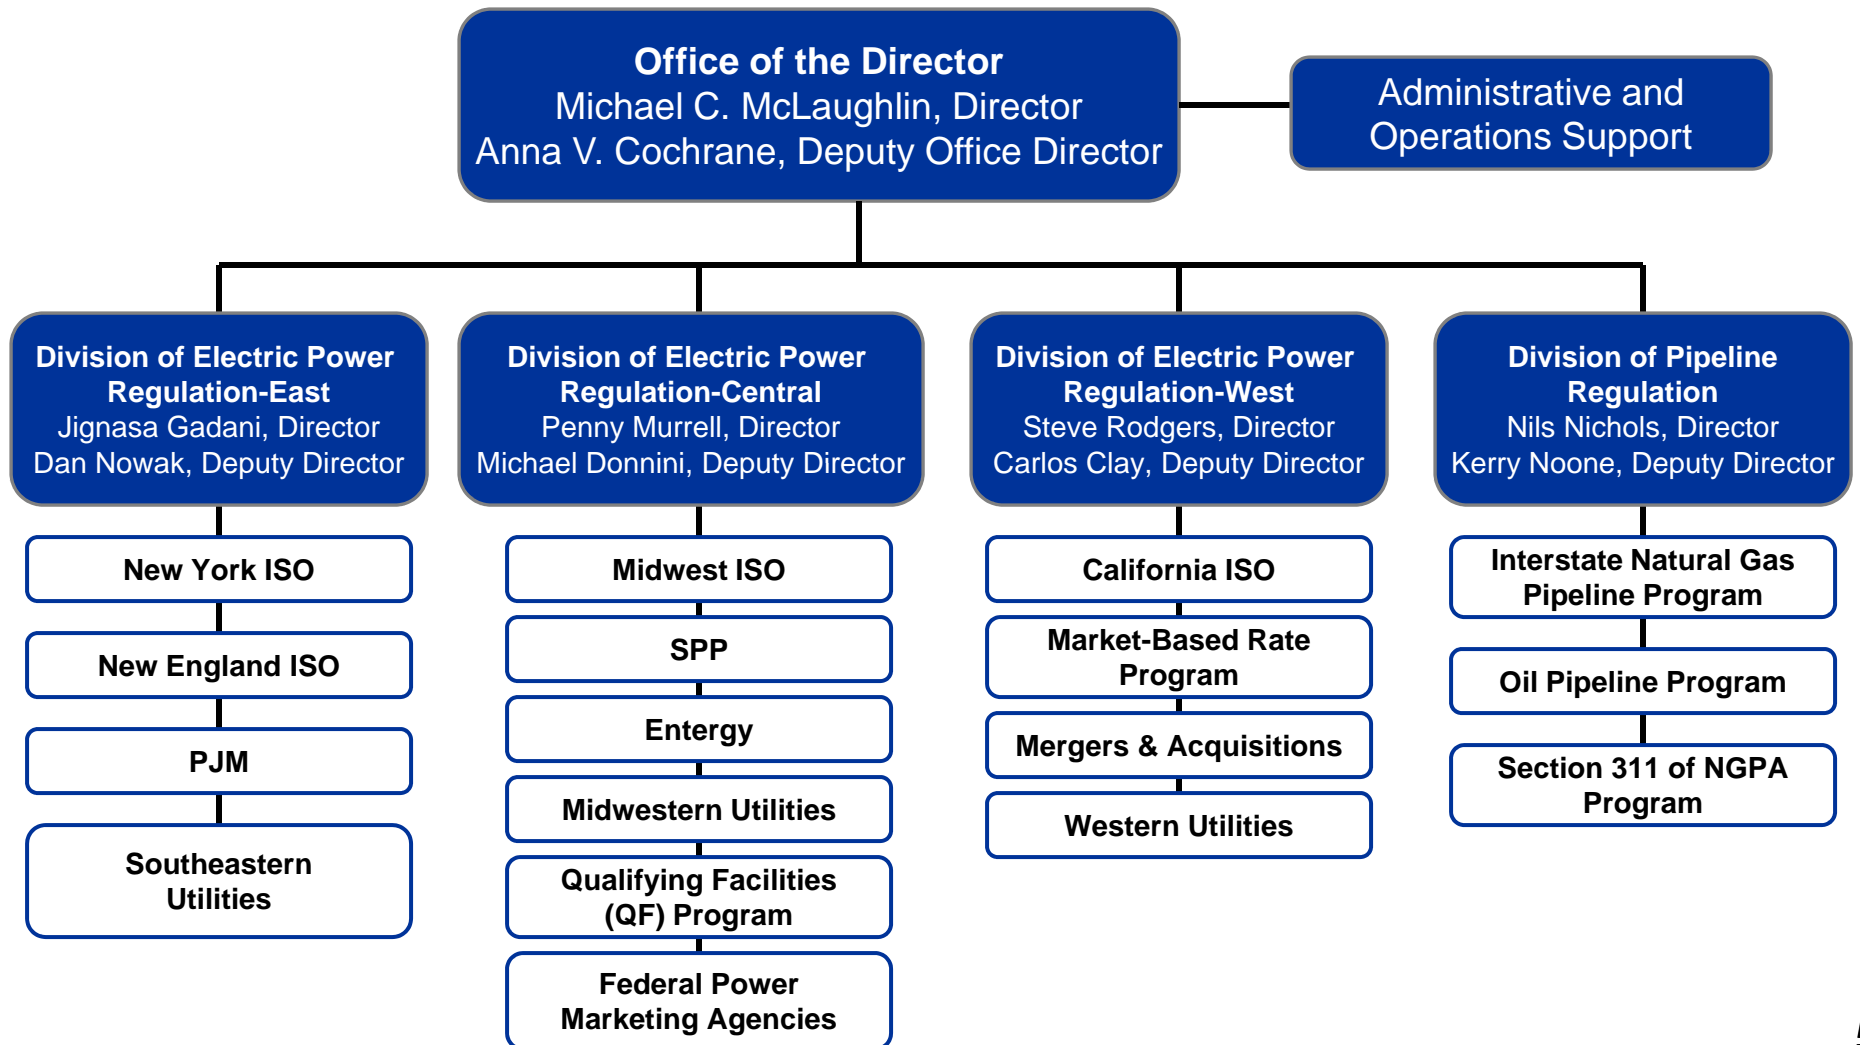 Office of the Director
Michael C. McLaughlin, Director
Anna V. Cochrane, Deputy Office Director
Administrative and
Operations Support
Division of Electric Power
Regulation-East
Jignasa Gadani, Director
Dan Nowak, Deputy Director
New York ISO
New England ISO
PJM
Southeastern
Utilities
Division of Electric Power
Regulation-Central
Penny Murrell, Director
Michael Donnini, Deputy Director
Midwest ISO
SPP
Entergy
Midwestern Utilities
Qualifying Facilities
(QF) Program
Federal Power
Marketing Agencies
Division of Electric Power
Regulation-West
Steve Rodgers, Director
Carlos Clay, Deputy Director
California ISO
Market-Based Rate
Program
Mergers & Acquisitions
Western Utilities
Division of Pipeline
Regulation
Nils Nichols, Director
Kerry Noone, Deputy Director
Interstate Natural Gas
Pipeline Program
Oil Pipeline Program
Section 311 of NGPA
Program